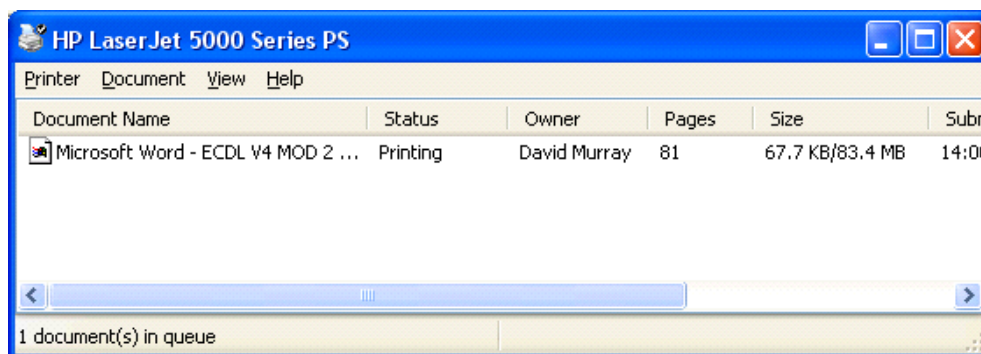 HP LaserJet 5000 Series PS
Printer Document View Help
Document Name Status Owner Pages Size Subr
Microsoft Word - ECDL V4 MOD 2 ... Printing David Murray 81 67.7 KB/83.4 MB 14:0
1 document(s) in queue